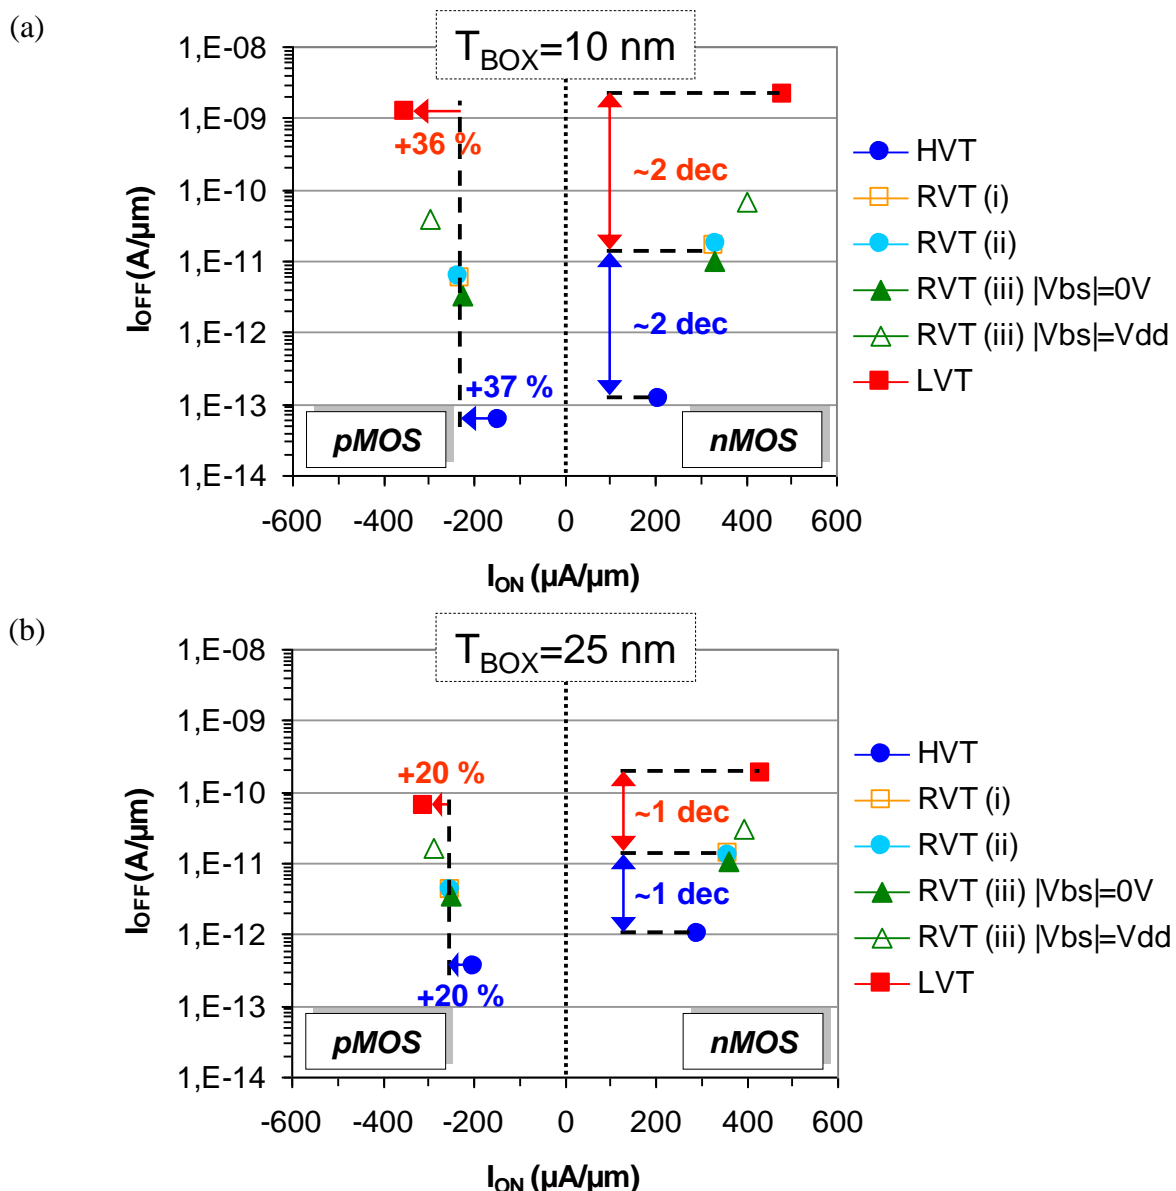 (a)
T_BOX=10 nm
1,E-08
1,E-09
1,E-10
1,E-11
1,E-12
1,E-13
1,E-14
I_OFF (A/µm)
+36 %
~2 dec
~2 dec
+37 %
pMOS
nMOS
-600 -400 -200 0 200 400 600
I_ON (µA/µm)
HVT
RVT (i)
RVT (ii)
RVT (iii) |Vbs|=0V
RVT (iii) |Vbs|=Vdd
LVT
(b)
T_BOX=25 nm
1,E-08
1,E-09
1,E-10
1,E-11
1,E-12
1,E-13
1,E-14
I_OFF (A/µm)
+20 %
~1 dec
~1 dec
+20 %
pMOS
nMOS
-600 -400 -200 0 200 400 600
I_ON (µA/µm)
HVT
RVT (i)
RVT (ii)
RVT (iii) |Vbs|=0V
RVT (iii) |Vbs|=Vdd
LVT